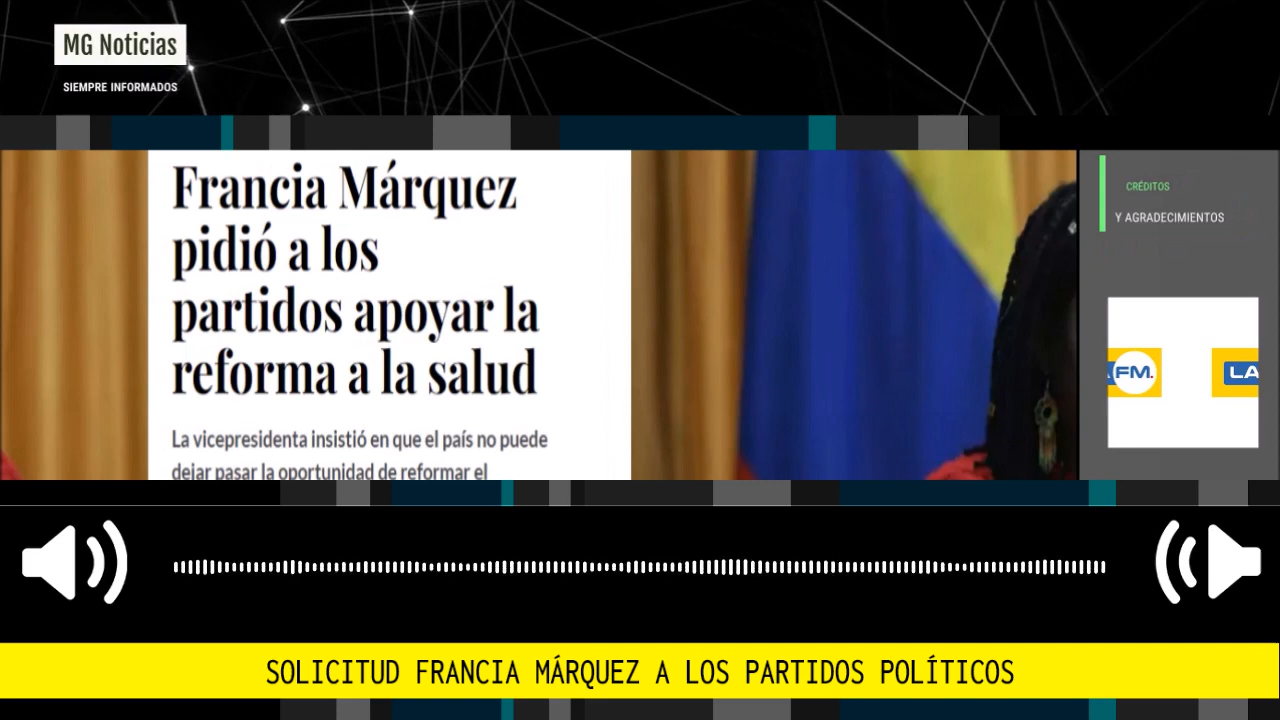 MG Noticias
SIEMPRE INFORMADOS
Francia Márquez
pidió a los
partidos apoyar la
reforma a la salud
La vicepresidenta insistió en que el país no puede
dejar pasar la oportunidad de reformar el
CRÉDITOS
Y AGRADECIMIENTOS
FM.
LA
SOLICITUD FRANCIA MÁRQUEZ A LOS PARTIDOS POLÍTICOS